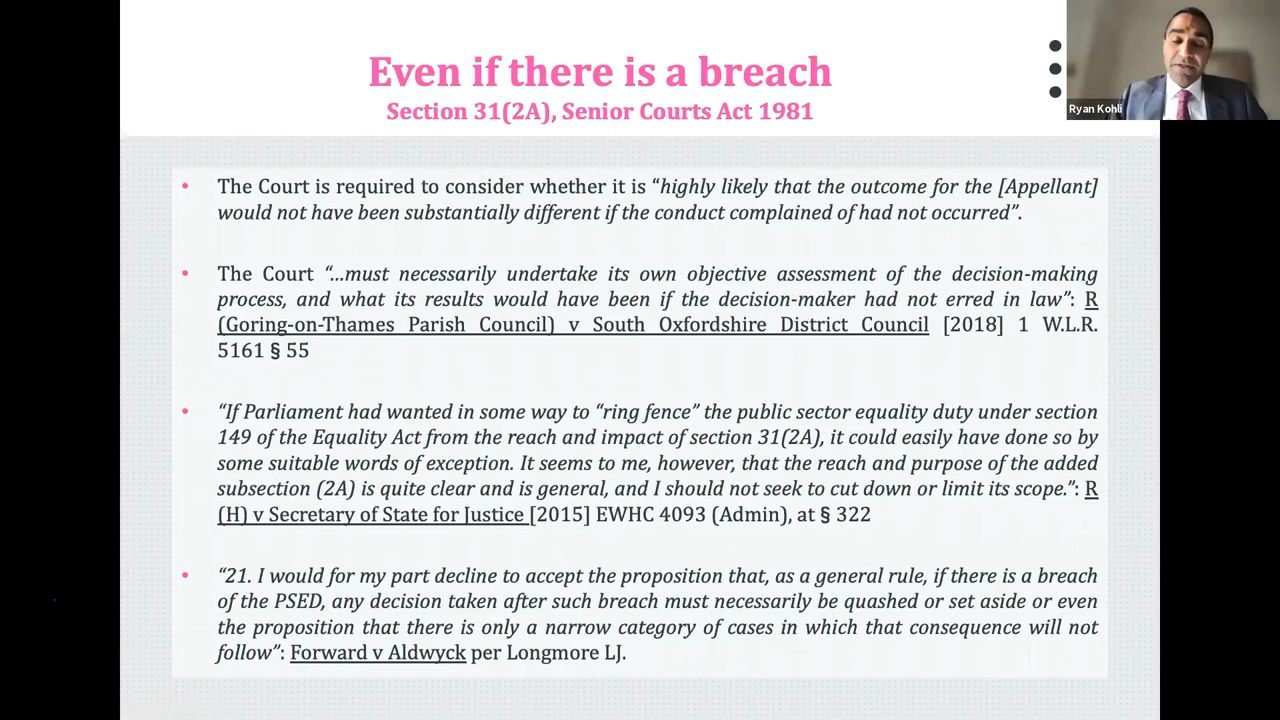 Even if there is a breach
Section 31(2A), Senior Courts Act 1981
Ryan Kohli
• The Court is required to consider whether it is “highly likely that the outcome for the [Appellant]
would not have been substantially different if the conduct complained of had not occurred”.
• The Court “...must necessarily undertake its own objective assessment of the decision-making
process, and what its results would have been if the decision-maker had not erred in law”: R
(Goring-on-Thames Parish Council) v South Oxfordshire District Council [2018] 1 W.L.R.
5161 § 55
• “If Parliament had wanted in some way to “ring fence” the public sector equality duty under section
149 of the Equality Act from the reach and impact of section 31(2A), it could easily have done so by
some suitable words of exception. It seems to me, however, that the reach and purpose of the added
subsection (2A) is quite clear and is general, and I should not seek to cut down or limit its scope.”: R
(H) v Secretary of State for Justice [2015] EWHC 4093 (Admin), at § 322
• “21. I would for my part decline to accept the proposition that, as a general rule, if there is a breach
of the PSED, any decision taken after such breach must necessarily be quashed or set aside or even
the proposition that there is only a narrow category of cases in which that consequence will not
follow”: Forward v Aldwyck per Longmore LJ.